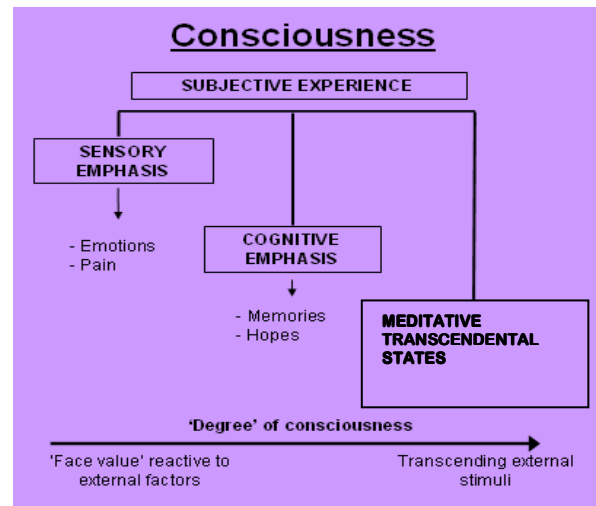 Consciousness
SUBJECTIVE EXPERIENCE
SENSORY
EMPHASIS
- Emotions
- Pain
COGNITIVE
EMPHASIS
- Memories
- Hopes
MEDITATIVE
TRANSCENDENTAL
STATES
'Degree' of consciousness
'Face value' reactive to
external factors
Transcending external
stimuli